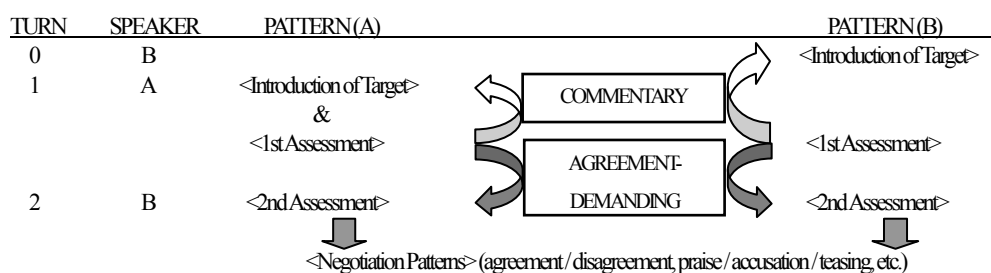 TURN SPEAKER PATTERN (A) PATTERN (B)
0 B <Introduction of Target>
1 A <Introduction of Target> COMMENTARY
&
<1st Assessment> <1st Assessment>
AGREEMENT-
DEMANDING
2 B <2nd Assessment> <2nd Assessment>
<Negotiation Patterns> (agreement / disagreement, praise / accusation / teasing, etc.)